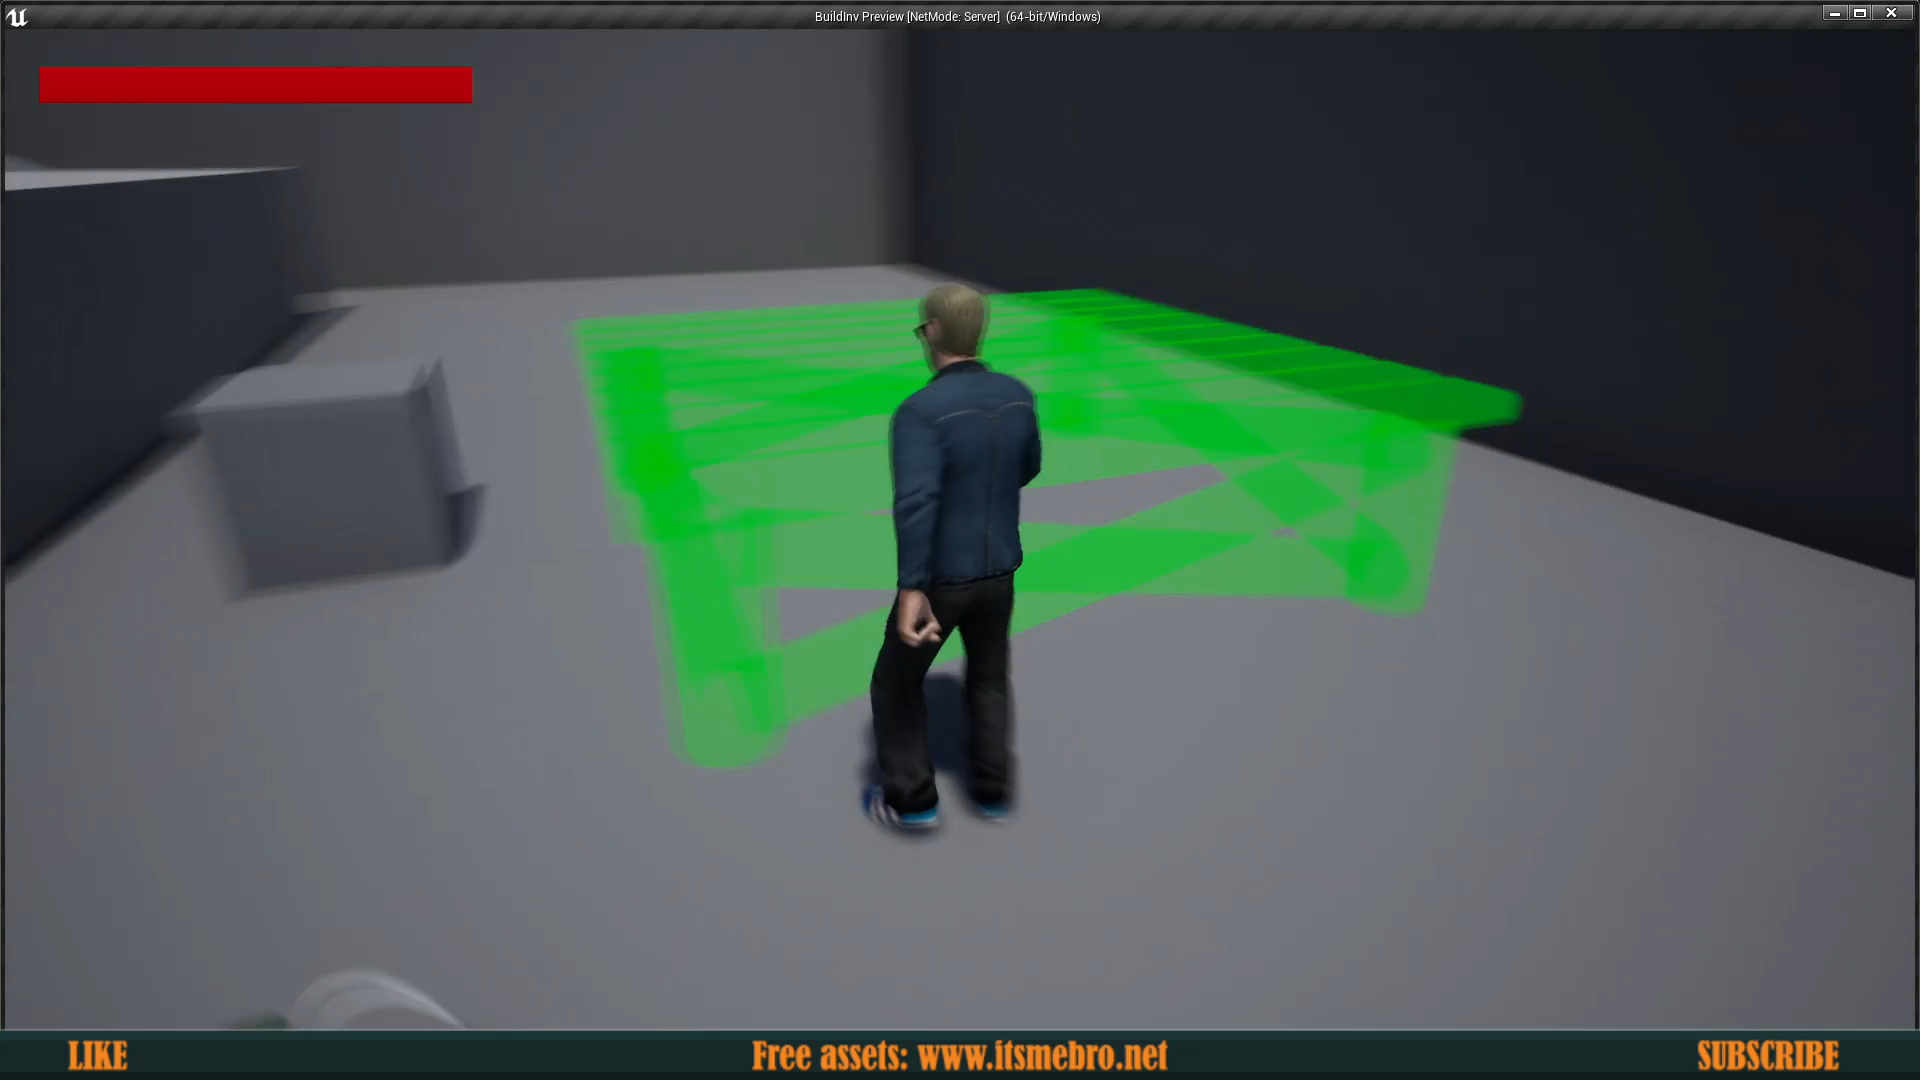 BuildInv Preview [NetMode: Server] (64-bit/Windows)
LIKE
Free assets: www.itsmebro.net
SUBSCRIBE